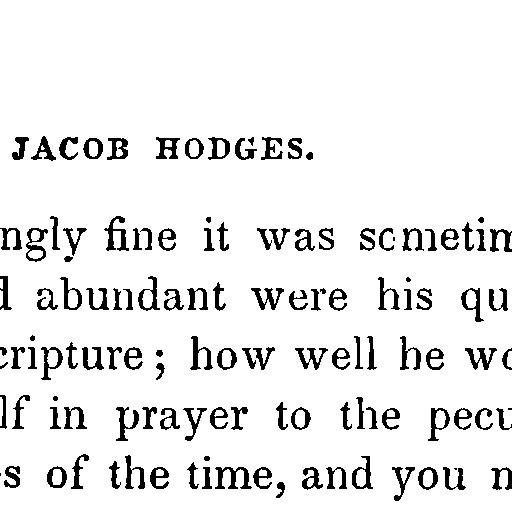 JACOB HODGES.
ngly fine it was scmetim
d abundant were his qu
cripture; how well he wo
lf in prayer to the pecu
s of the time, and you m